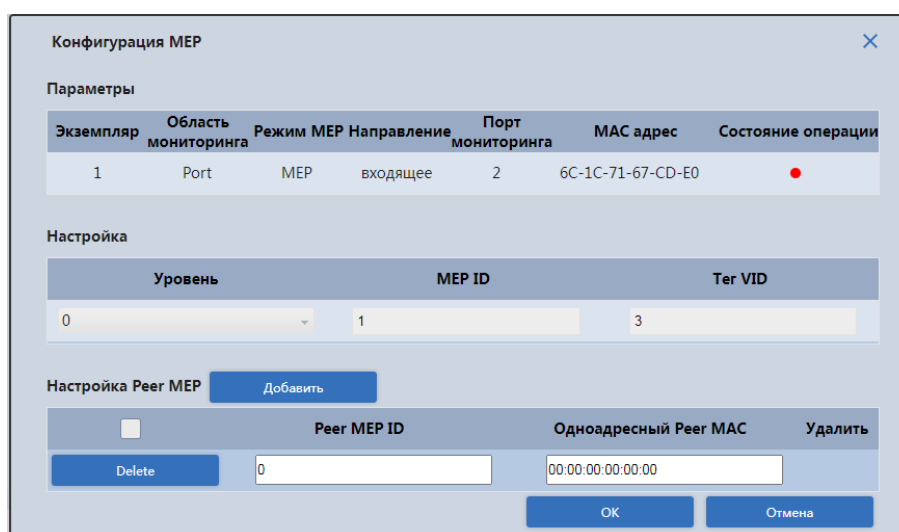 Конфигурация MEP
Параметры
Экземпляр Область мониторинга Режим MEP Направление Порт мониторинга MAC адрес Состояние операции
1 Port MEP входящее 2 6C-1C-71-67-CD-E0
Настройка
Уровень MEP ID Тег VID
0 1 3
Настройка Peer MEP Добавить
Peer MEP ID Одноадресный Peer MAC Удалить
Delete 0 00:00:00:00:00:00
OK Отмена